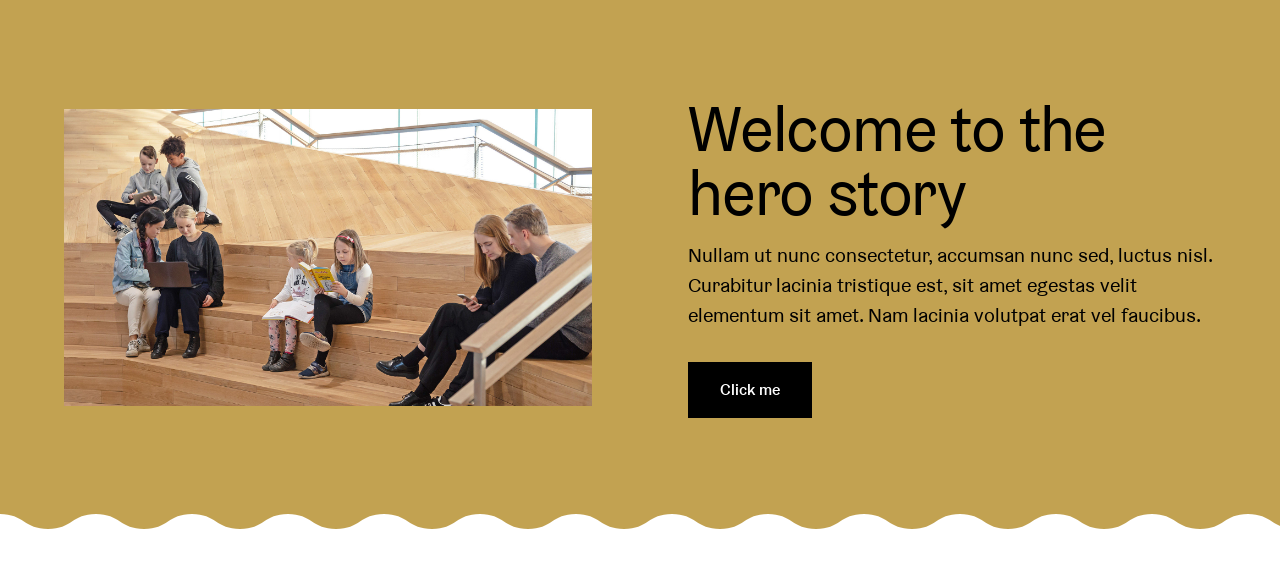 Welcome to the
hero story
Nullam ut nunc consectetur, accumsan nunc sed, luctus nisl.
Curabitur lacinia tristique est, sit amet egestas velit
elementum sit amet. Nam lacinia volutpat erat vel faucibus.
Click me